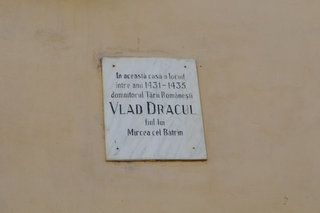 In această casă a locuit
între anii 1431-1435
domnitorul Țării Românești
VLAD DRACUL
fiul lui
Mircea cel Bătrîn